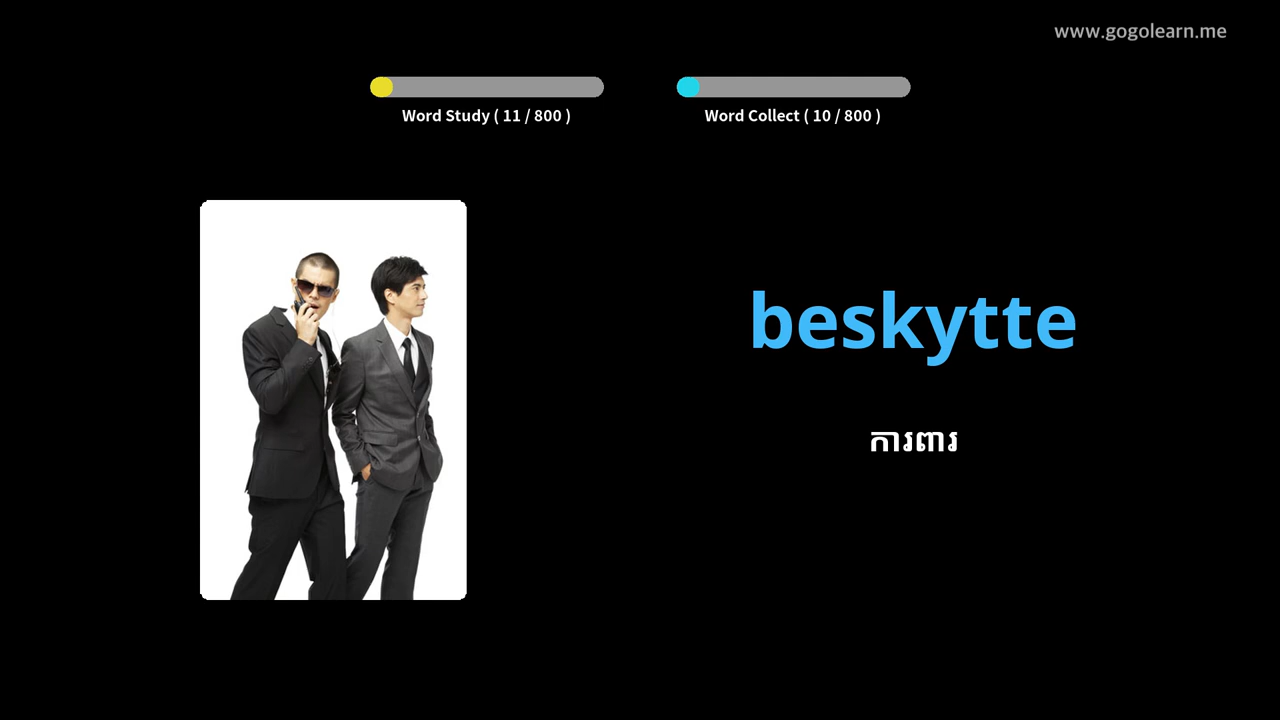 www.gogolearn.me
Word Study ( 11 / 800 )
Word Collect ( 10 / 800 )
beskytte
ការពារ